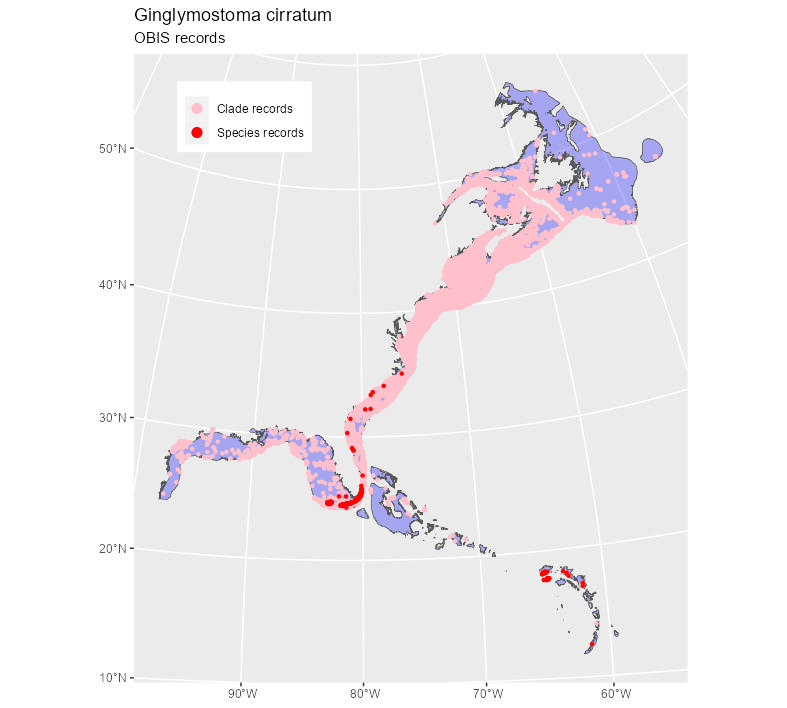 Ginglymostoma cirratum
OBIS records
Clade records
Species records
50°N
40°N
30°N
20°N
10°N
90°W
80°W
70°W
60°W